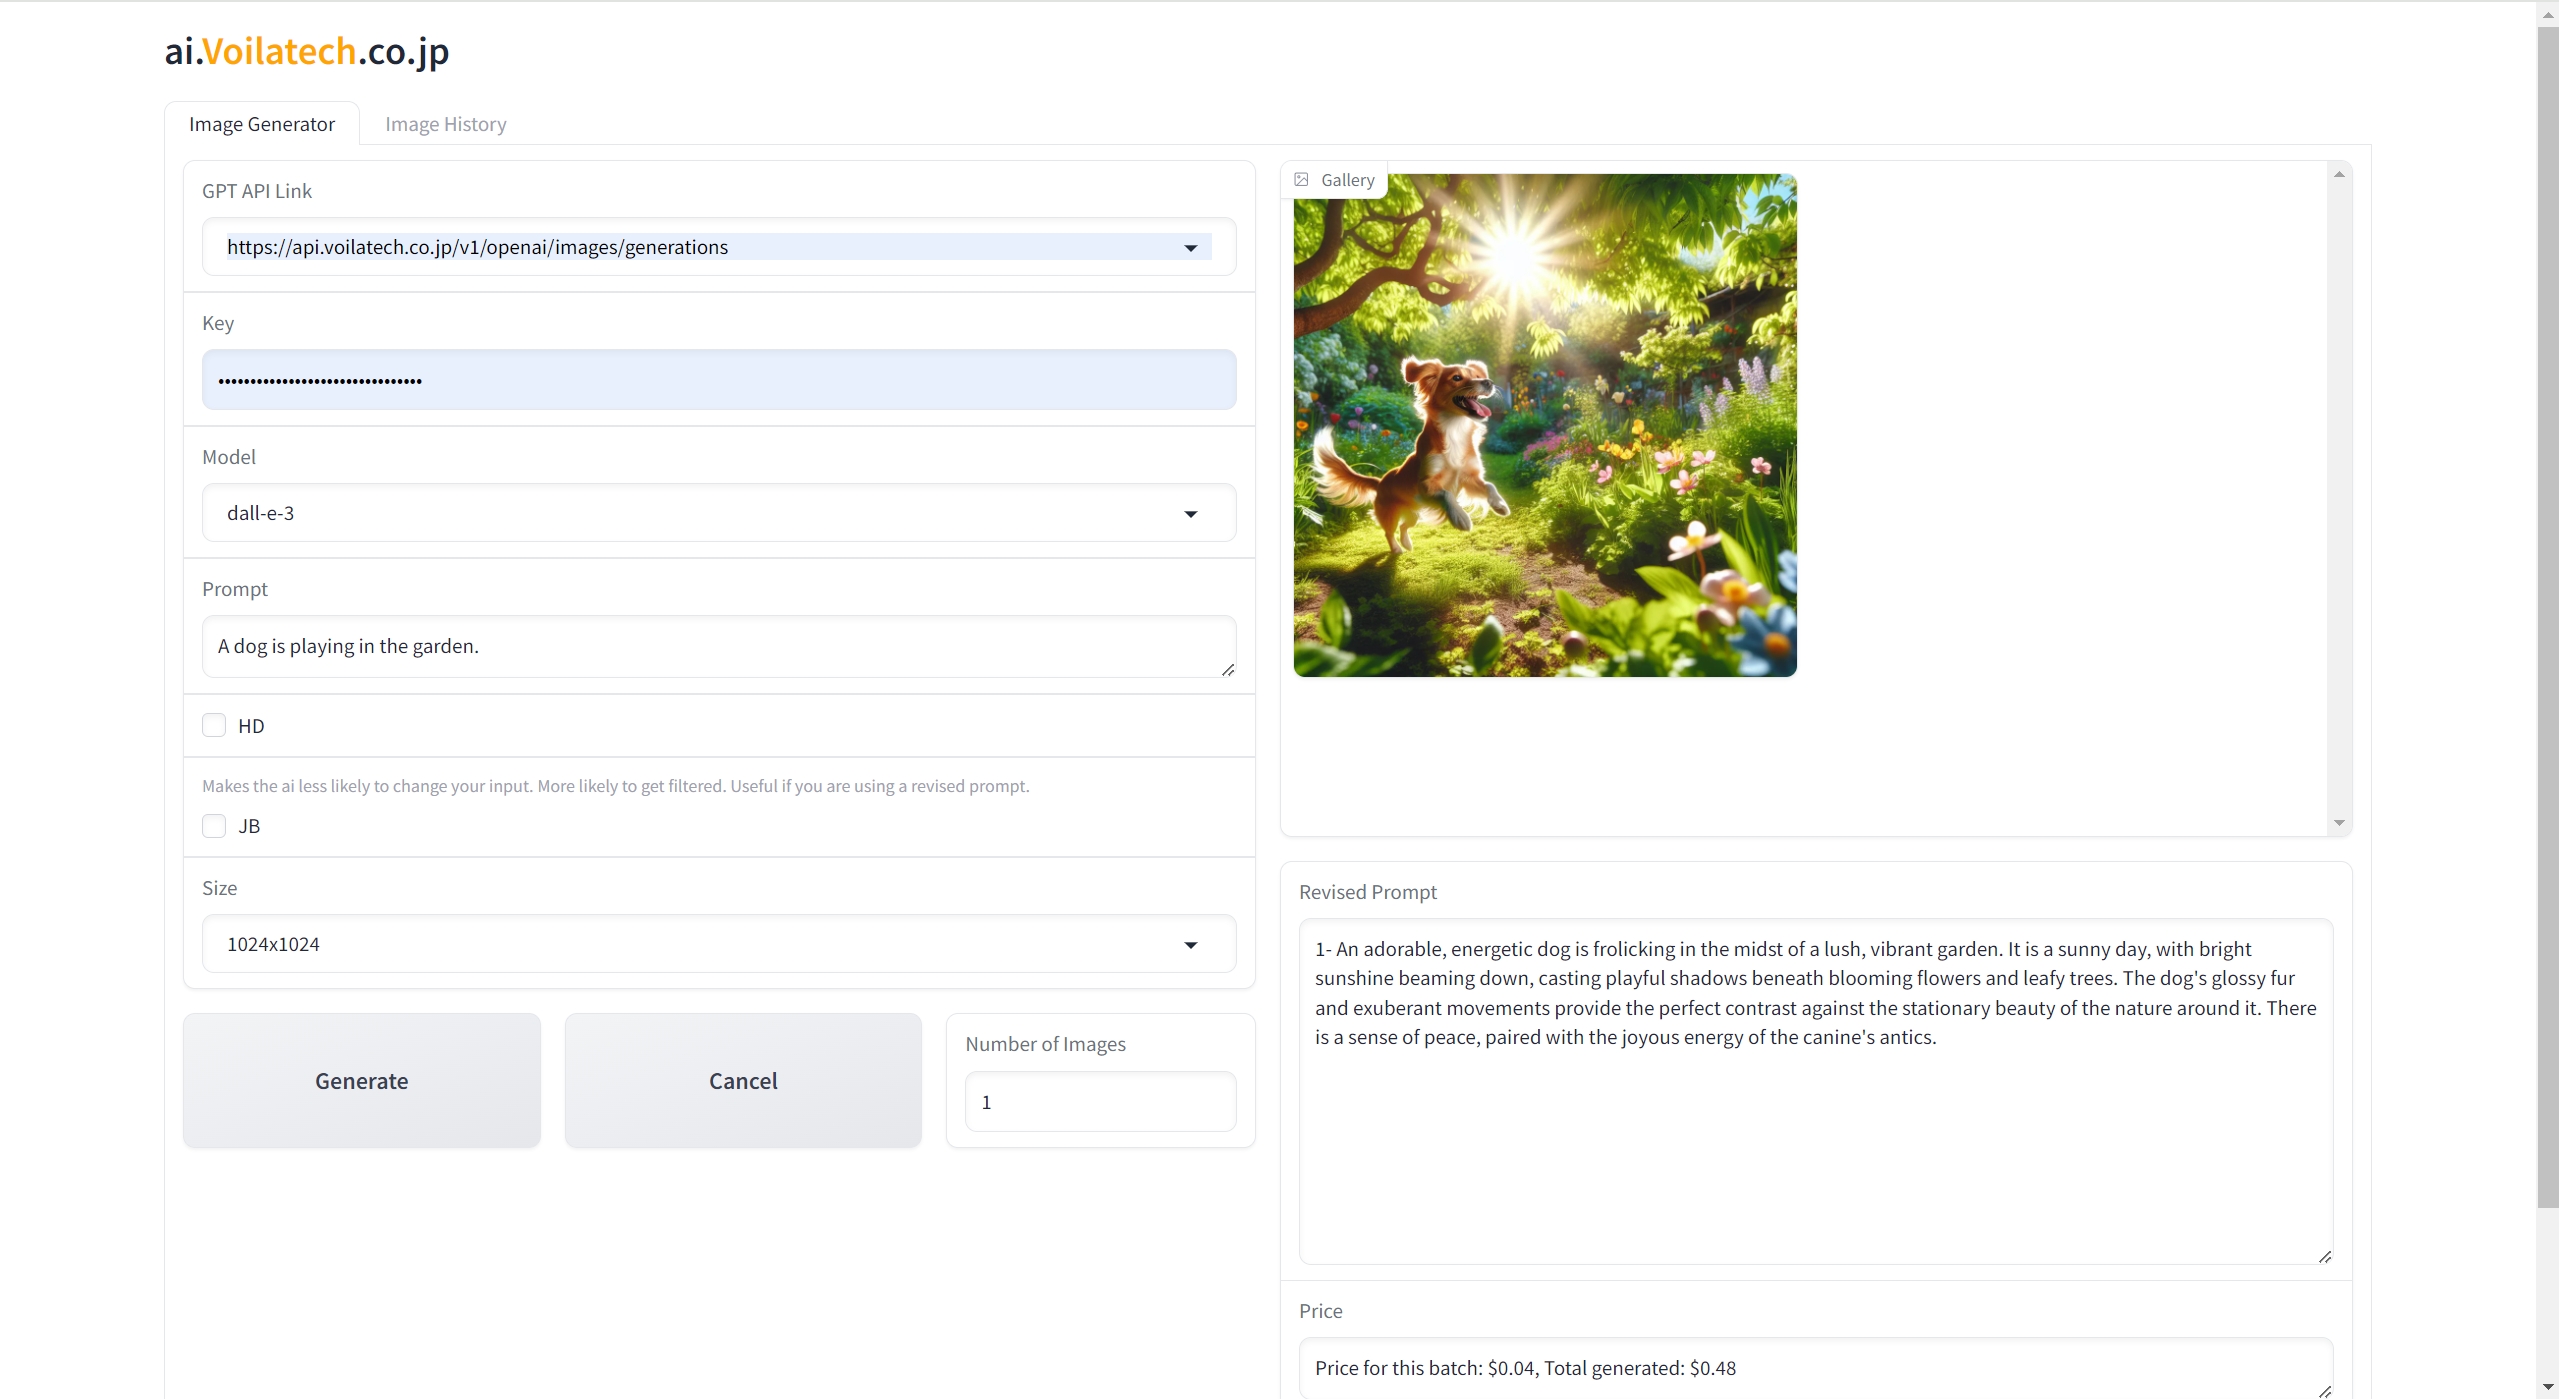 ai.Voilatech.co.jp
Image Generator
Image History
GPT API Link
https://api.voilatech.co.jp/v1/openai/images/generations
Key
Model
dall-e-3
Prompt
A dog is playing in the garden.
HD
Makes the ai less likely to change your input. More likely to get filtered. Useful if you are using a revised prompt.
JB
Size
1024x1024
Generate
Cancel
Number of Images
1
Gallery
Revised Prompt
1- An adorable, energetic dog is frolicking in the midst of a lush, vibrant garden. It is a sunny day, with bright
sunshine beaming down, casting playful shadows beneath blooming flowers and leafy trees. The dog's glossy fur
and exuberant movements provide the perfect contrast against the stationary beauty of the nature around it. There
is a sense of peace, paired with the joyous energy of the canine's antics.
Price
Price for this batch: $0.04, Total generated: $0.48